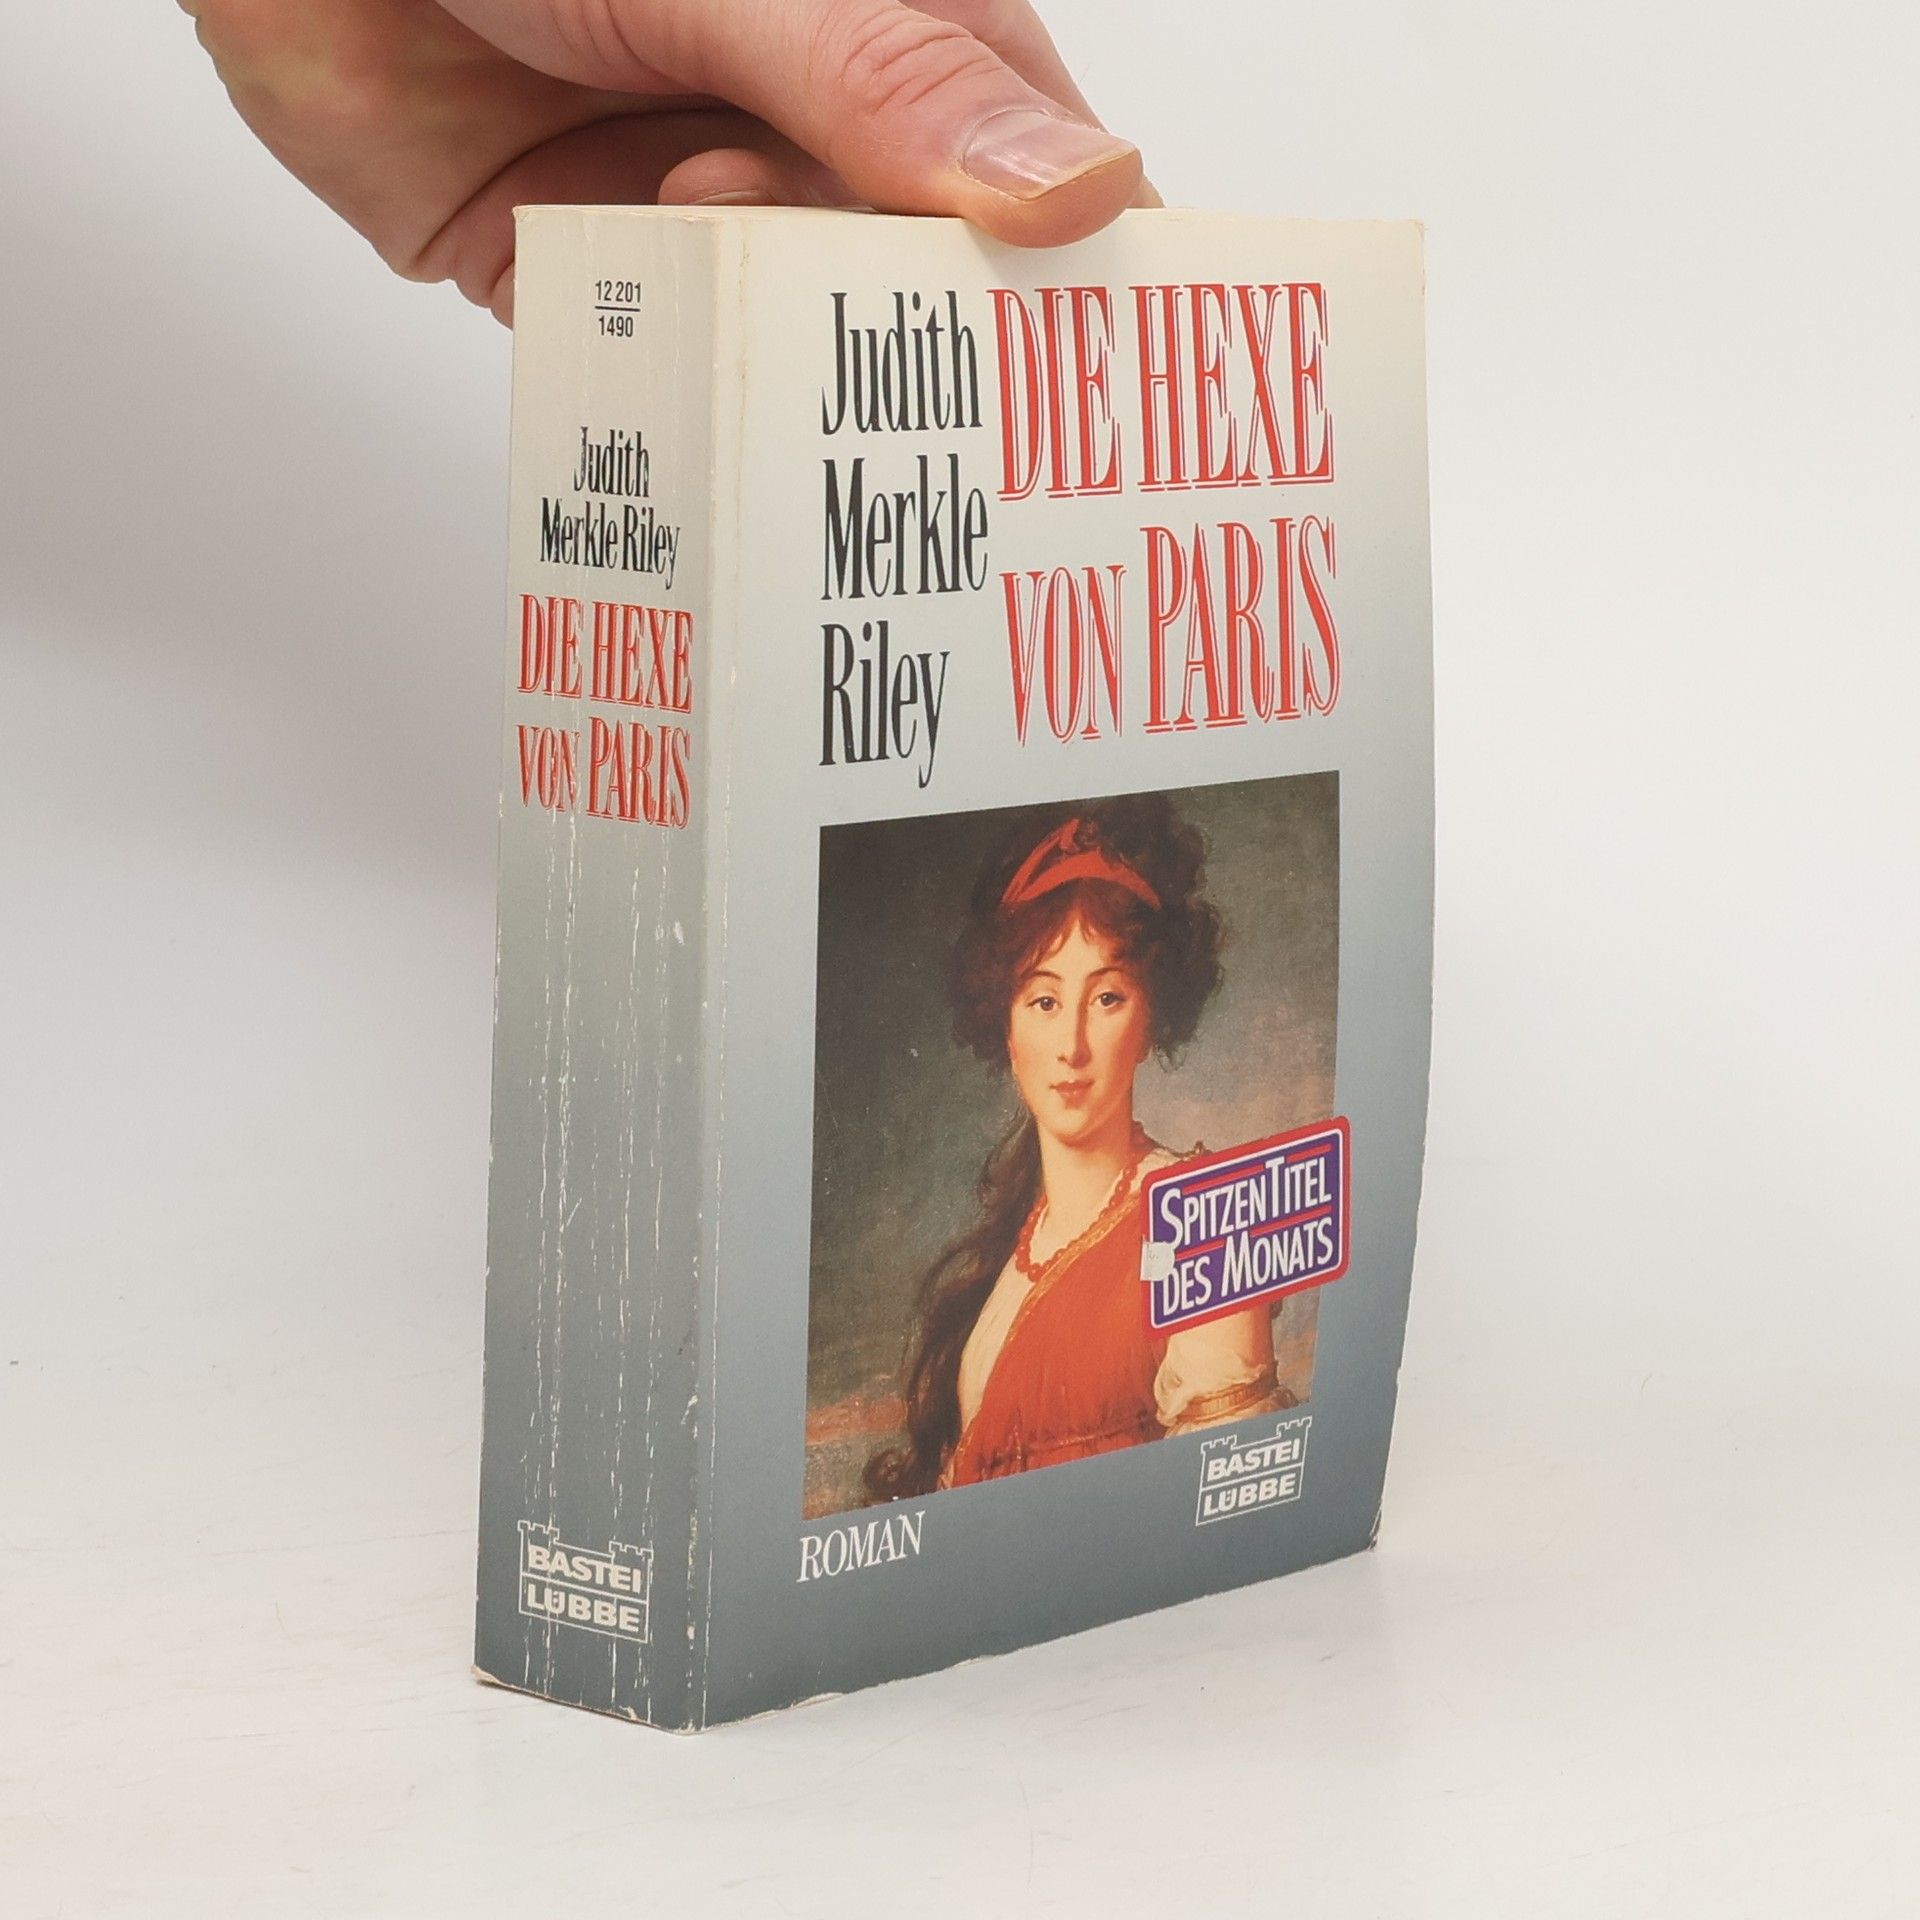 12 201
1490
Judith
Merkle Riley
DIE HEXE
VON PARIS
BASTEI
LÜBBE
Judith
Merkle
Riley
DIE HEXE
VON PARIS
SPITZENTITEL
DES MONATS
ROMAN
BASTEI
LÜBBE